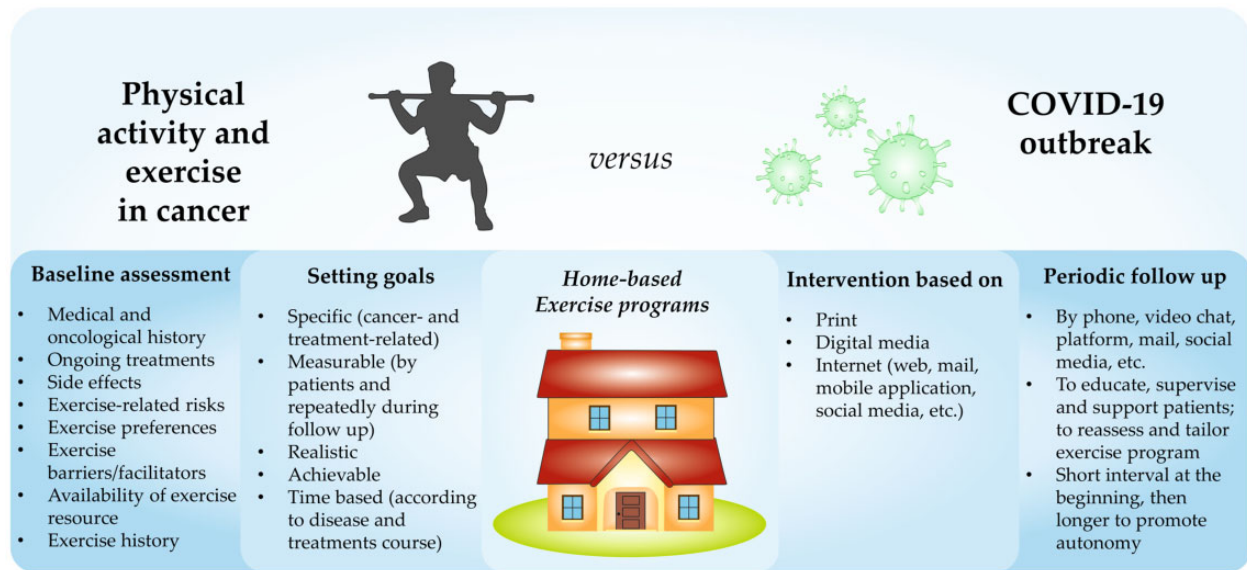 Physical
activity and
exercise
in cancer
versus
COVID-19
outbreak
Baseline assessment
• Medical and
oncological history
• Ongoing treatments
• Side effects
• Exercise-related risks
• Exercise preferences
• Exercise
barriers/facilitators
• Availability of exercise
resource
• Exercise history
Setting goals
• Specific (cancer- and
treatment-related)
• Measurable (by
patients and
repeatedly during
follow up)
• Realistic
• Achievable
• Time based (according
to disease and
treatments course)
Home-based
Exercise programs
Intervention based on
• Print
• Digital media
• Internet (web, mail,
mobile application,
social media, etc.)
Periodic follow up
• By phone, video chat,
platform, mail, social
media, etc.
• To educate, supervise
and support patients;
to reassess and tailor
exercise program
• Short interval at the
beginning, then
longer to promote
autonomy